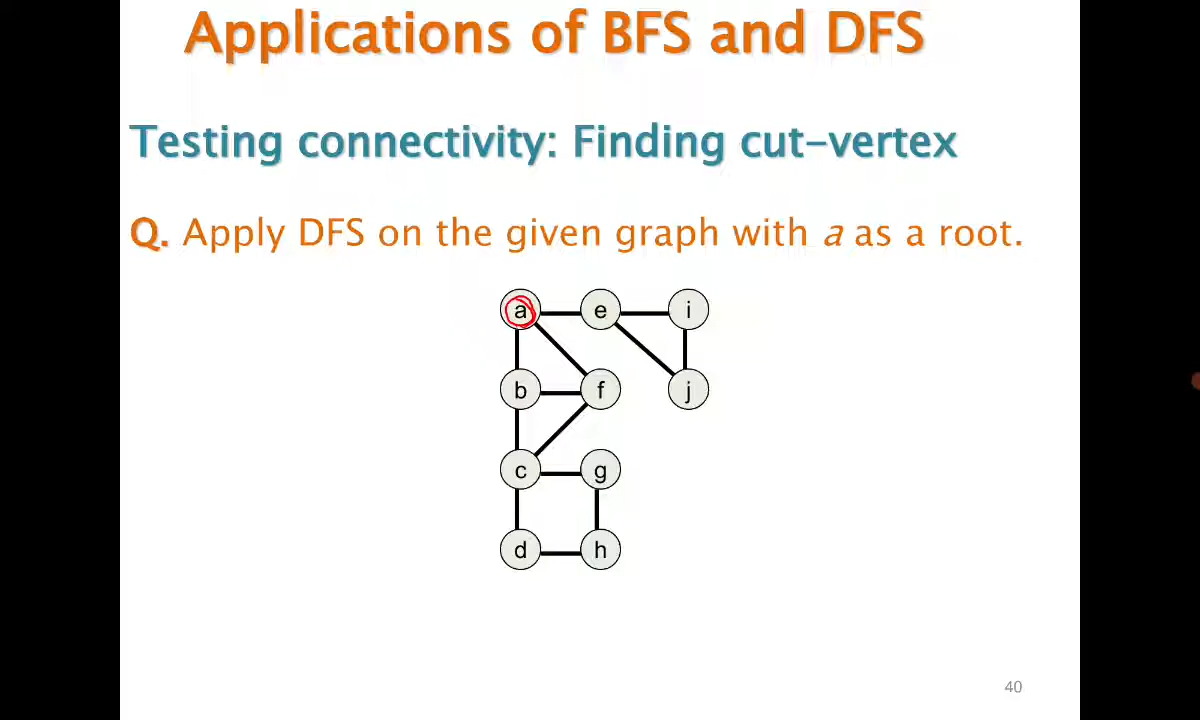 Applications of BFS and DFS
Testing connectivity: Finding cut-vertex
Q. Apply DFS on the given graph with a as a root.
a e i
b f j
c g
d h
40